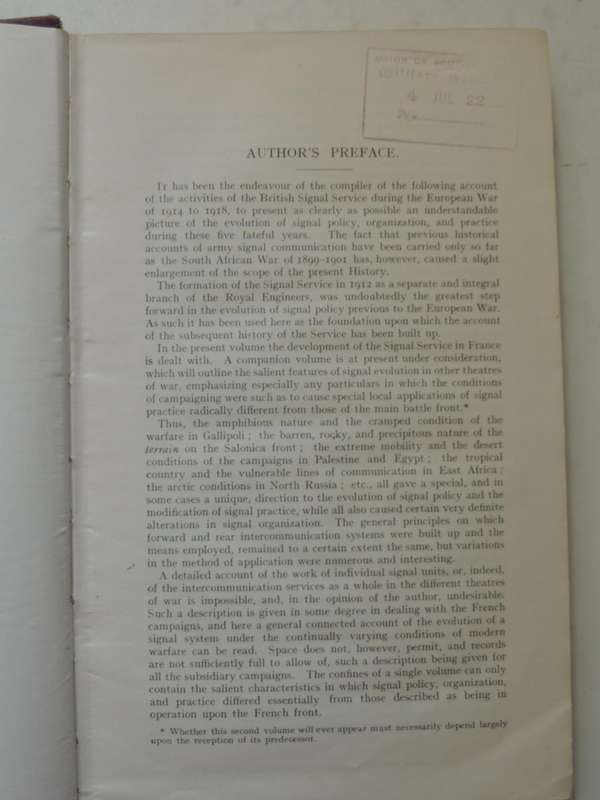 UNION OF SOUTH
MILITARY
4 JUL 22
No.
AUTHOR'S PREFACE.
It has been the endeavour of the compiler of the following account
of the activities of the British Signal Service during the European War
of 1914 to 1918, to present as clearly as possible an understandable
picture of the evolution of signal policy, organization, and practice
during these five fateful years. The fact that previous historical
accounts of army signal communication have been carried only so far
as the South African War of 1899-1901 has, however, caused a slight
enlargement of the scope of the present History.
The formation of the Signal Service in 1912 as a separate and integral
branch of the Royal Engineers, was undoubtedly the greatest step
forward in the evolution of signal policy previous to the European War.
As such it has been used here as the foundation upon which the account
of the subsequent history of the Service has been built up.
In the present volume the development of the Signal Service in France
is dealt with. A companion volume is at present under consideration,
which will outline the salient features of signal evolution in other theatres
of war, emphasizing especially any particulars in which the conditions
of campaigning were such as to cause special local applications of signal
practice radically different from those of the main battle front.*
Thus, the amphibious nature and the cramped condition of the
warfare in Gallipoli; the barren, rocky, and precipitous nature of the
terrain on the Salonica front; the extreme mobility and the desert
conditions of the campaigns in Palestine and Egypt; the tropical
country and the vulnerable lines of communication in East Africa;
the arctic conditions in North Russia; etc., all gave a special, and in
some cases a unique, direction to the evolution of signal policy and the
modification of signal practice, while all also caused certain very definite
alterations in signal organization. The general principles on which
forward and rear intercommunication systems were built up and the
means employed, remained to a certain extent the same, but variations
in the method of application were numerous and interesting.
A detailed account of the work of individual signal units, or, indeed,
of the intercommunication services as a whole in the different theatres
of war is impossible, and, in the opinion of the author, undesirable.
Such a description is given in some degree in dealing with the French
campaigns, and here a general connected account of the evolution of a
signal system under the continually varying conditions of modern
warfare can be read. Space does not, however, permit, and records
are not sufficiently full to allow of, such a description being given for
all the subsidiary campaigns. The confines of a single volume can only
contain the salient characteristics in which signal policy, organization,
and practice differed essentially from those described as being in
operation upon the French front.
* Whether this second volume will ever appear must necessarily depend largely
upon the reception of its predecessor.